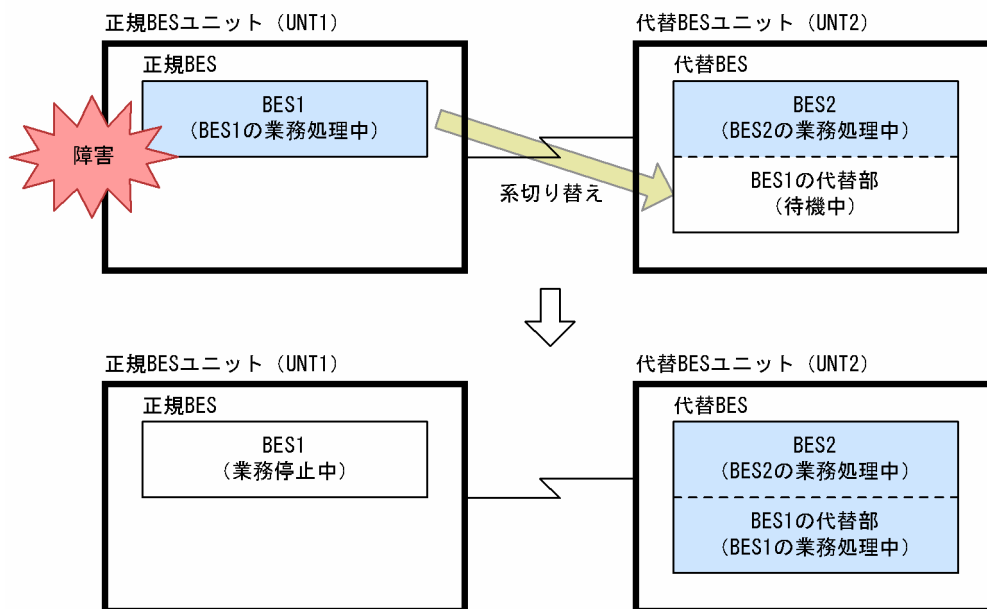 正規BESユニット（UNT1）
正規BES
BES1
（BES1の業務処理中）
障害
系切り替え
代替BESユニット（UNT2）
代替BES
BES2
（BES2の業務処理中）
BES1の代替部
（待機中）
正規BESユニット（UNT1）
正規BES
BES1
（業務停止中）
代替BESユニット（UNT2）
代替BES
BES2
（BES2の業務処理中）
BES1の代替部
（BES1の業務処理中）